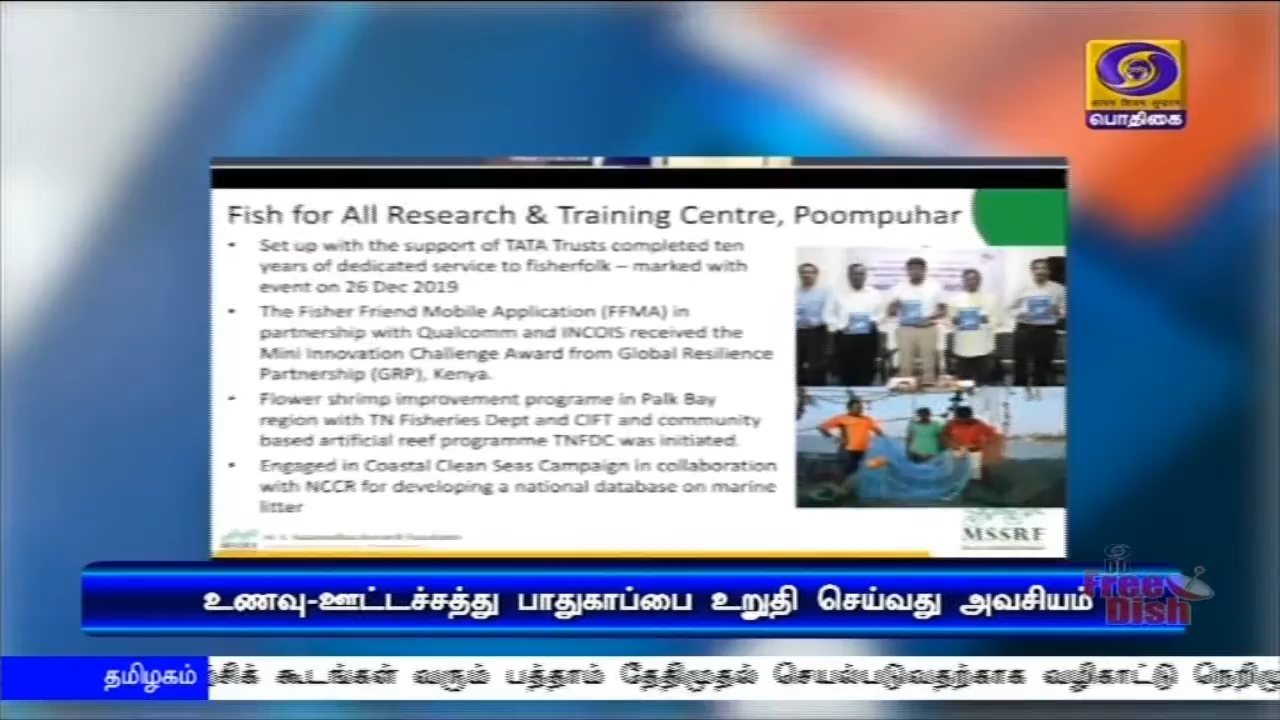 பொதிகை
Fish for All Research & Training Centre, Poompuhar
• Set up with the support of TATA Trusts completed ten
years of dedicated service to fisherfolk – marked with
event on 26 Dec 2019
• The Fisher Friend Mobile Application (FFMA) in
partnership with Qualcomm and INCOIS received the
Mini Innovation Challenge Award from Global Resilience
Partnership (GRP), Kenya.
• Flower shrimp improvement programe in Palk Bay
region with TN Fisheries Dept and CIFT and community
based artificial reef programme TNFDC was initiated.
• Engaged in Coastal Clean Seas Campaign in collaboration
with NCCR for developing a national database on marine
litter
MSSRF
உணவு-ஊட்டச்சத்து பாதுகாப்பை உறுதி செய்வது அவசியம்
Free
Dish
தமிழகம் கூடங்கள் வரும் பத்தாம் தேதிமுதல் செயல்படுவதற்காக வழிகாட்டு